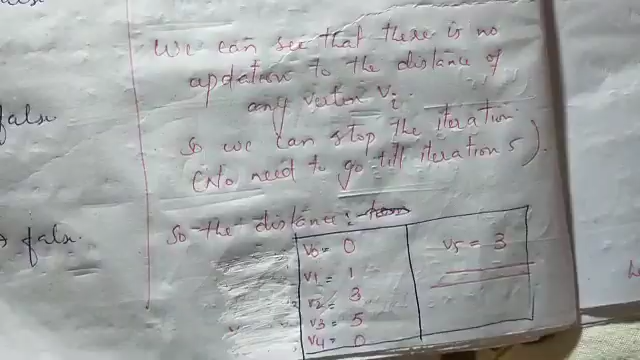 We can see that there is no
updation to the distance of
any vertex Vi.
So we can stop the iteration
(No need to go till iteration 5).
So the distance:
V0 = 0
V1 = 1
V2 = 3
V3 = 5
V4 = 0
V5 = 3
false
false